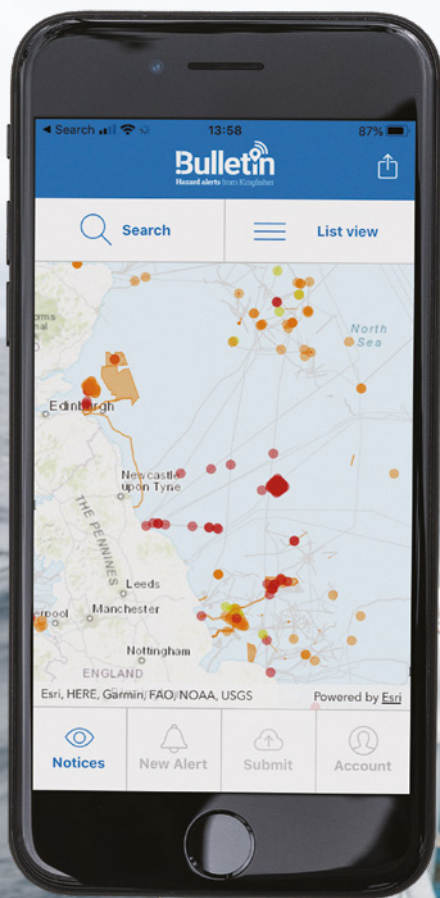 Search
13:58
87%
Bulletin
Hazard alerts from Kingfisher
Search
List view
North
Sea
Edinburgh
Newcastle
upon Tyne
THE PENNINES
Leeds
Manchester
Nottingham
ENGLAND
Esri, HERE, Garmin, FAO, NOAA, USGS
Powered by Esri
Notices
New Alert
Submit
Account